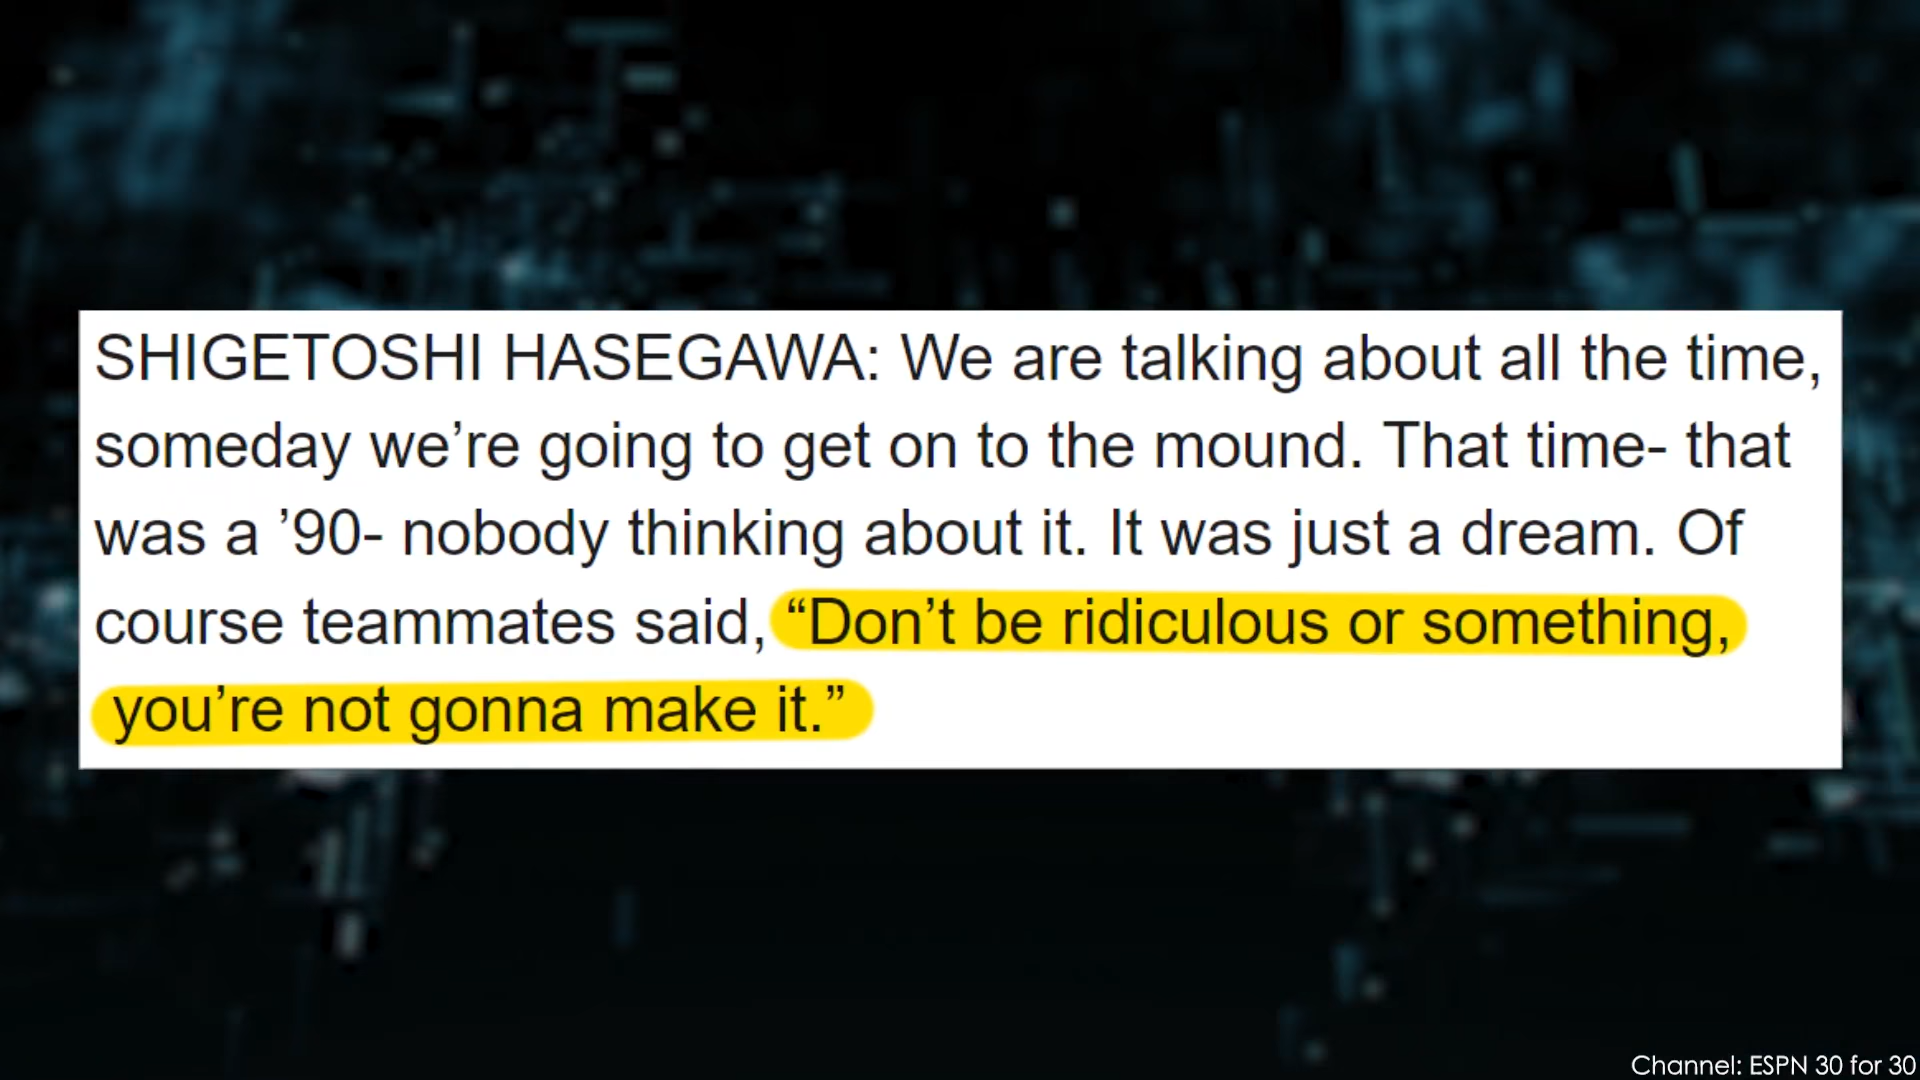 SHIGETOSHI HASEGAWA: We are talking about all the time,
someday we’re going to get on to the mound. That time- that
was a ’90- nobody thinking about it. It was just a dream. Of
course teammates said, “Don’t be ridiculous or something,
you’re not gonna make it.”
Channel: ESPN 30 for 30